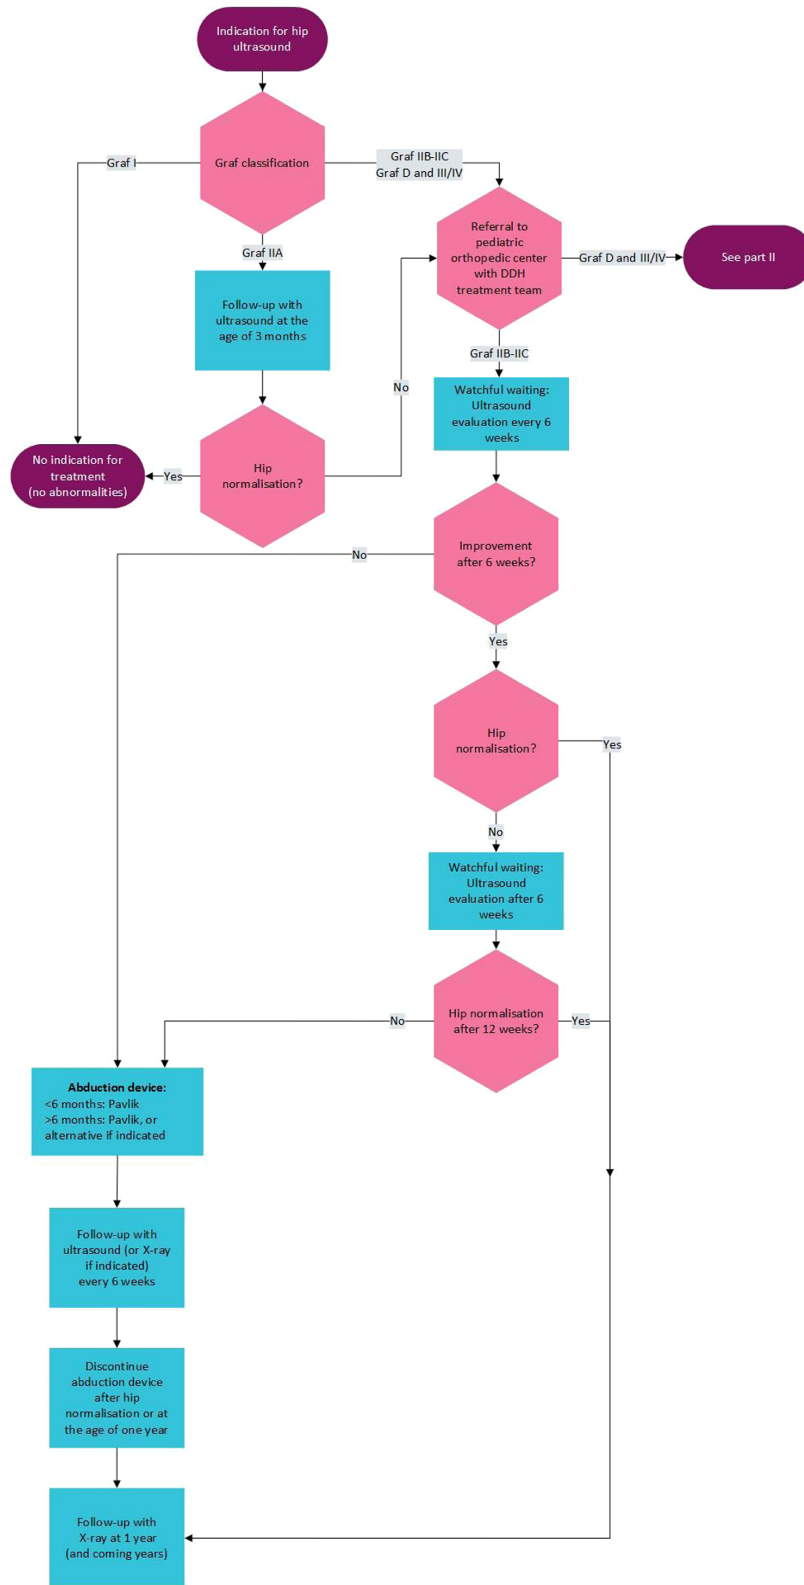 Indication for hip
ultrasound
Graf classification
Graf I
Graf IIB-IIC
Graf D and III/IV
Graf IIA
Referral to
pediatric
orthopedic center
with DDH
treatment team
Graf D and III/IV
See part II
Follow-up with
ultrasound at the
age of 3 months
Graf IIB-IIC
No
Watchful waiting:
Ultrasound
evaluation every 6
weeks
Hip
normalisation?
Yes
No indication for
treatment
(no abnormalities)
Improvement
after 6 weeks?
No
Yes
Hip
normalisation?
Yes
No
Watchful waiting:
Ultrasound
evaluation after 6
weeks
Hip normalisation
after 12 weeks?
No
Yes
Abduction device:
<6 months: Pavlik
>6 months: Pavlik, or
alternative if indicated
Follow-up with
ultrasound (or X-ray
if indicated)
every 6 weeks
Discontinue
abduction device
after hip
normalisation or at
the age of one year
Follow-up with
X-ray at 1 year
(and coming years)